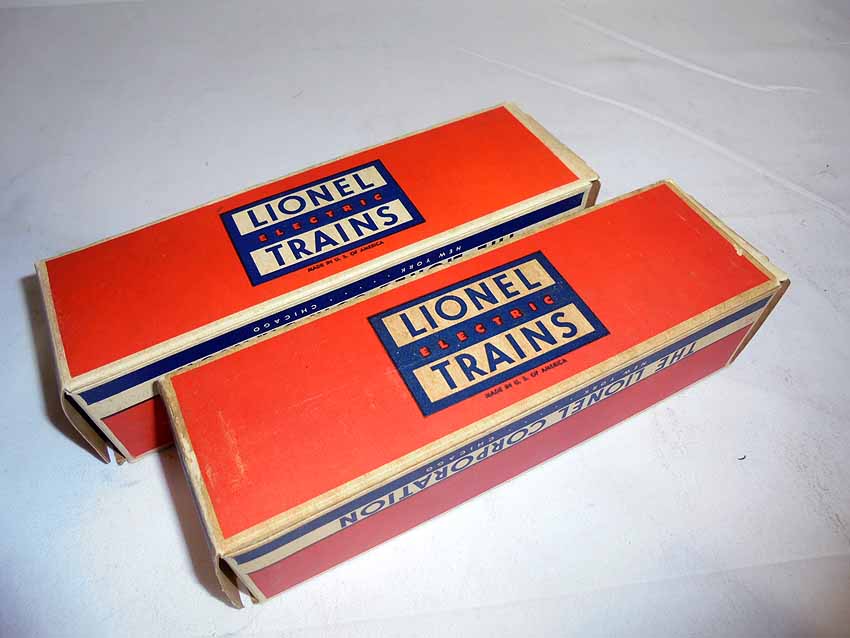 LIONEL
ELECTRIC
TRAINS
MADE IN U. S. OF AMERICA
NEW YORK . . . . . CHICAGO
LIONEL
ELECTRIC
TRAINS
MADE IN U. S. OF AMERICA
THE LIONEL CORPORATION
NEW YORK . . . . . CHICAGO